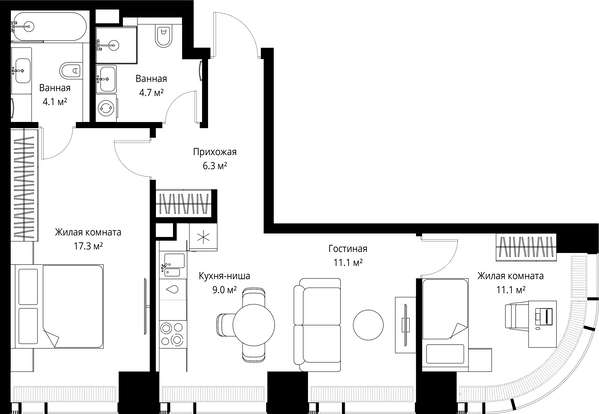 Ванная
4.1 м²
Ванная
4.7 м²
Прихожая
6.3 м²
Жилая комната
17.3 м²
Кухня-ниша
9.0 м²
Гостиная
11.1 м²
Жилая комната
11.1 м²